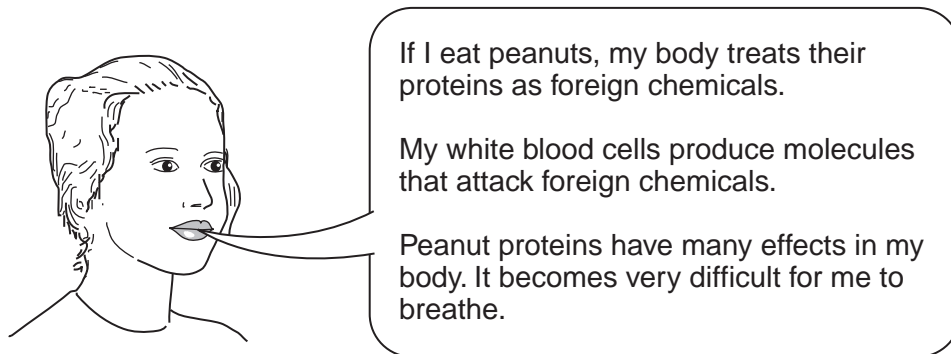 If I eat peanuts, my body treats their
proteins as foreign chemicals.
My white blood cells produce molecules
that attack foreign chemicals.
Peanut proteins have many effects in my
body. It becomes very difficult for me to
breathe.